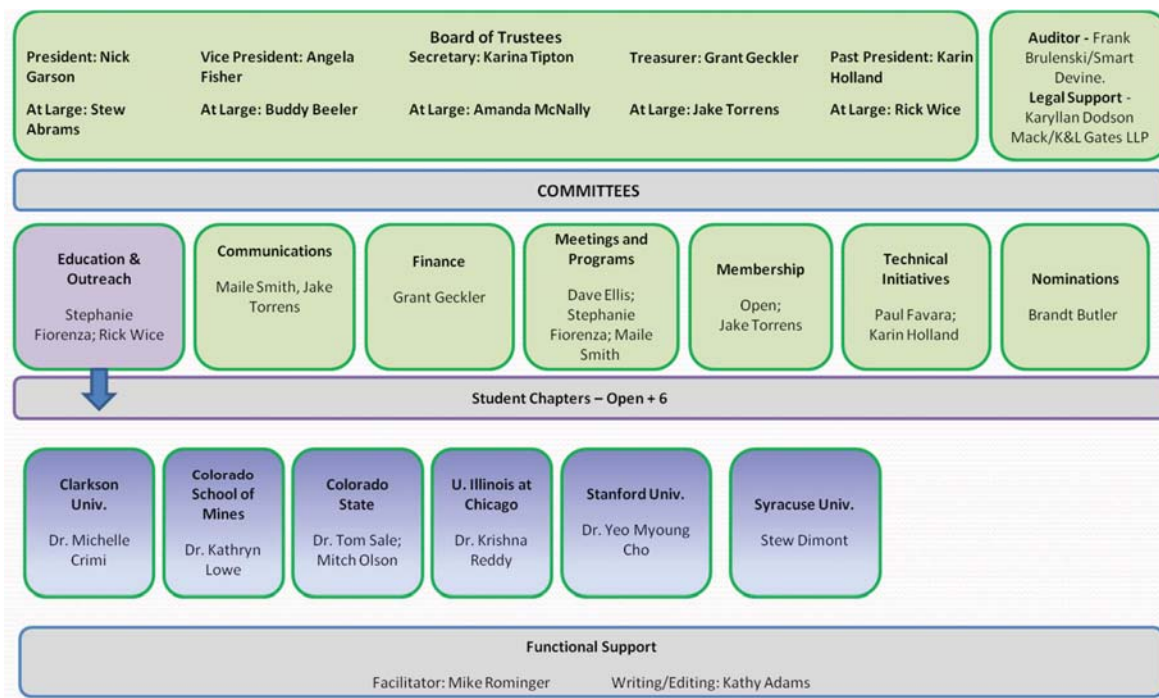 Board of Trustees
President: Nick
Garson
Vice President: Angela
Fisher
Secretary: Karina Tipton
Treasurer: Grant Geckler
Past President: Karin
Holland
At Large: Stew
Abrams
At Large: Buddy Beeler
At Large: Amanda McNally
At Large: Jake Torrens
At Large: Rick Wice
Auditor - Frank
Brulenski/Smart
Devine.
Legal Support -
Karyllan Dodson
Mack/K&L Gates LLP
COMMITTEES
Education &
Outreach
Stephanie
Fiorenza; Rick Wice
Communications
Maile Smith, Jake
Torrens
Finance
Grant Geckler
Meetings and
Programs
Dave Ellis;
Stephanie
Fiorenza; Maile
Smith
Membership
Open;
Jake Torrens
Technical
Initiatives
Paul Favara;
Karin Holland
Nominations
Brandt Butler
Student Chapters – Open + 6
Clarkson
Univ.
Dr. Michelle
Crimi
Colorado
School of
Mines
Dr. Kathryn
Lowe
Colorado
State
Dr. Tom Sale;
Mitch Olson
U. Illinois at
Chicago
Dr. Krishna
Reddy
Stanford Univ.
Dr. Yeo Myoung
Cho
Syracuse Univ.
Stew Dimont
Functional Support
Facilitator: Mike Rominger
Writing/Editing: Kathy Adams